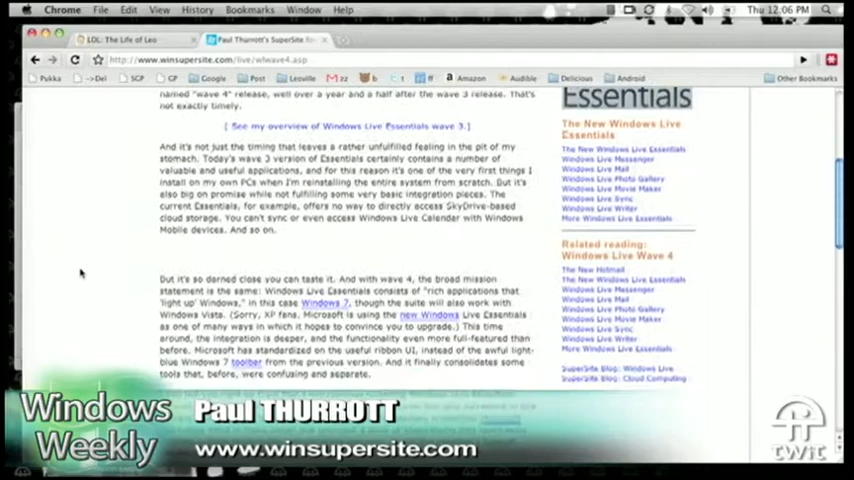 Chrome File Edit View History Bookmarks Window Help
Thu 12:06 PM
LOL: The Life of Leo
Paul Thurrott's SuperSite for
http://www.winsupersite.com/live/wlwave4.asp
Pukka ->Del SCP GP Google Post Leoville zz b t ff Amazon Audible Delicious Android Other Bookmarks
named "wave 4" release, well over a year and a half after the wave 3 release. That's
not exactly timely.
[ See my overview of Windows Live Essentials wave 3.]
And it's not just the timing that leaves a rather unfulfilled feeling in the pit of my
stomach. Today's wave 3 version of Essentials certainly contains a number of
valuable and useful applications, and for this reason it's one of the very first things I
install on my own PCs when I'm reinstalling the entire system from scratch. But it's
also big on promise while not fulfilling some very basic integration pieces. The
current Essentials, for example, offers no way to directly access SkyDrive-based
cloud storage. You can't sync or even access Windows Live Calendar with Windows
Mobile devices. And so on.
But it's so darned close you can taste it. And with wave 4, the broad mission
statement is the same: Windows Live Essentials consists of "rich applications that
'light up' Windows," in this case Windows 7, though the suite will also work with
Windows Vista. (Sorry, XP fans. Microsoft is using the new Windows Live Essentials
as one of many ways in which it hopes to convince you to upgrade.) This time
around, the integration is deeper, and the functionality even more full-featured than
before. Microsoft has standardized on the useful ribbon UI, instead of the awful light-
blue Windows 7 toolbar from the previous version. And it finally consolidates some
tools that, before, were confusing and separate.
Essentials
The New Windows Live
Essentials
The New Windows Live Essentials
Windows Live Messenger
Windows Live Mail
Windows Live Photo Gallery
Windows Live Movie Maker
Windows Live Sync
Windows Live Writer
More Windows Live Essentials
Related reading:
Windows Live Wave 4
The New Hotmail
The New Windows Live Essentials
Windows Live Messenger
Windows Live Mail
Windows Live Photo Gallery
Windows Live Movie Maker
Windows Live Sync
Windows Live Writer
More Windows Live Essentials
SuperSite Blog: Windows Live
SuperSite Blog: Cloud Computing
Windows
Weekly
Paul THURROTT
www.winsupersite.com
twit